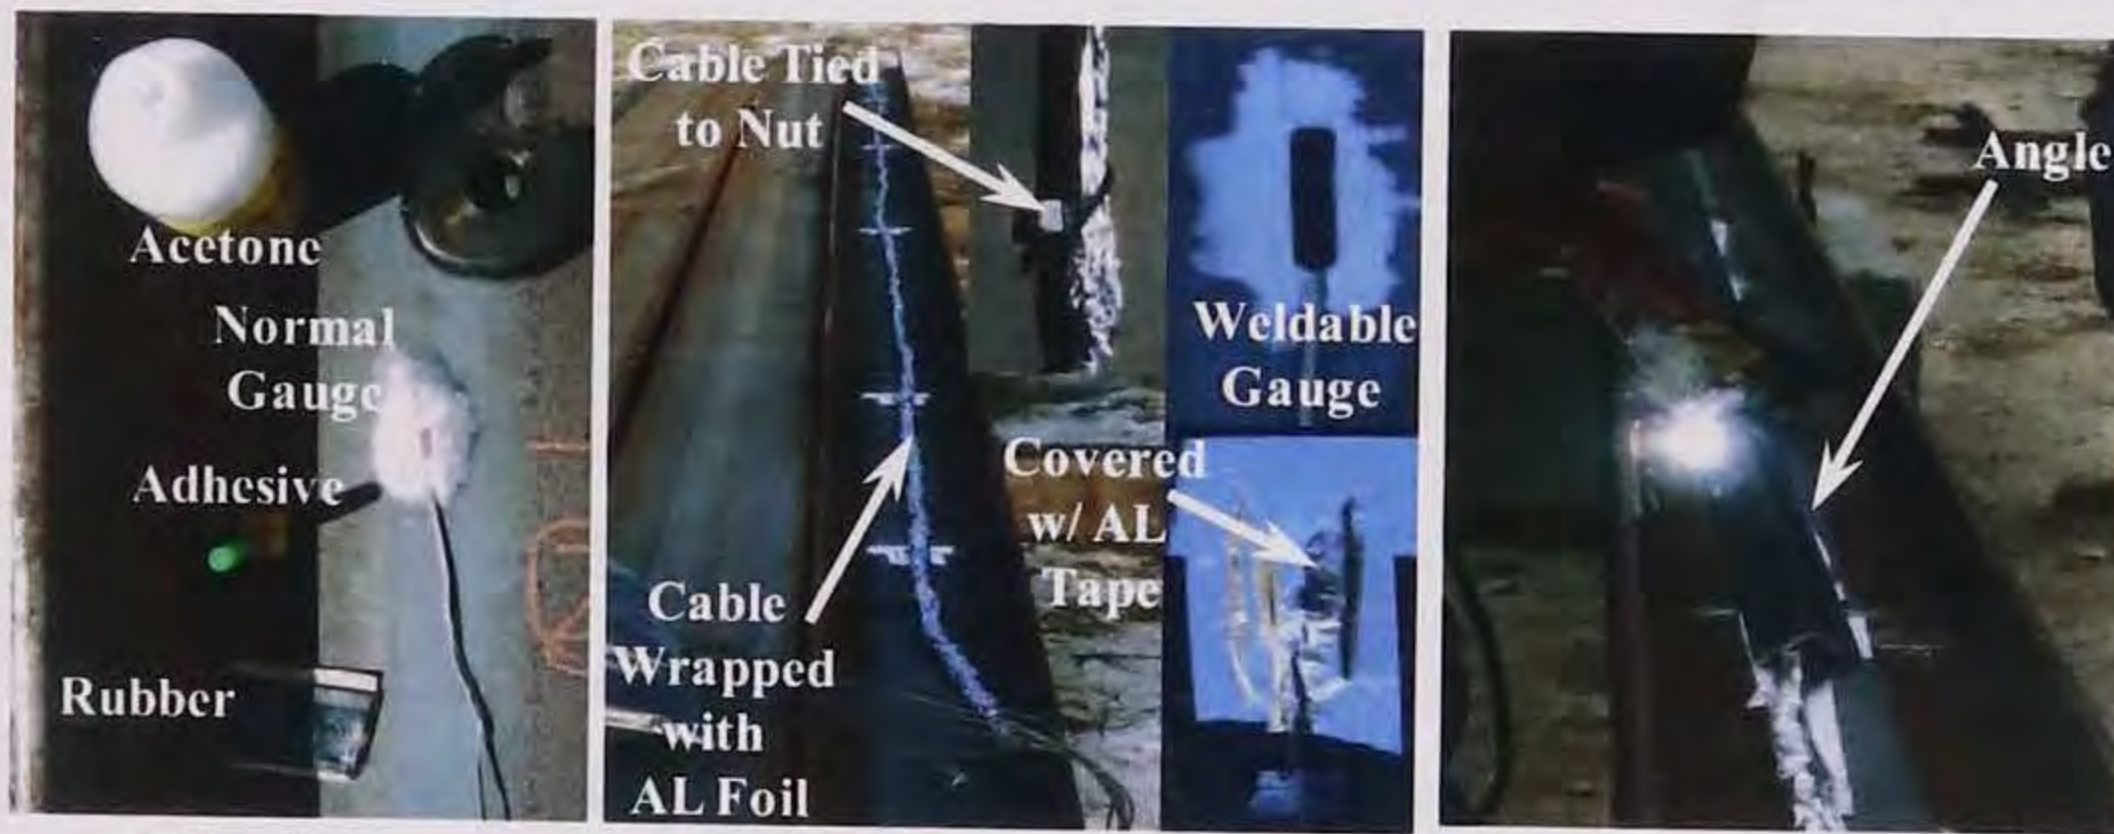 Acetone
Normal
Gauge
Adhesive
Rubber
Cable Tied
to Nut
Weldable
Gauge
Covered
w/ AL
Tape
Cable
Wrapped
with
AL Foil
Angle